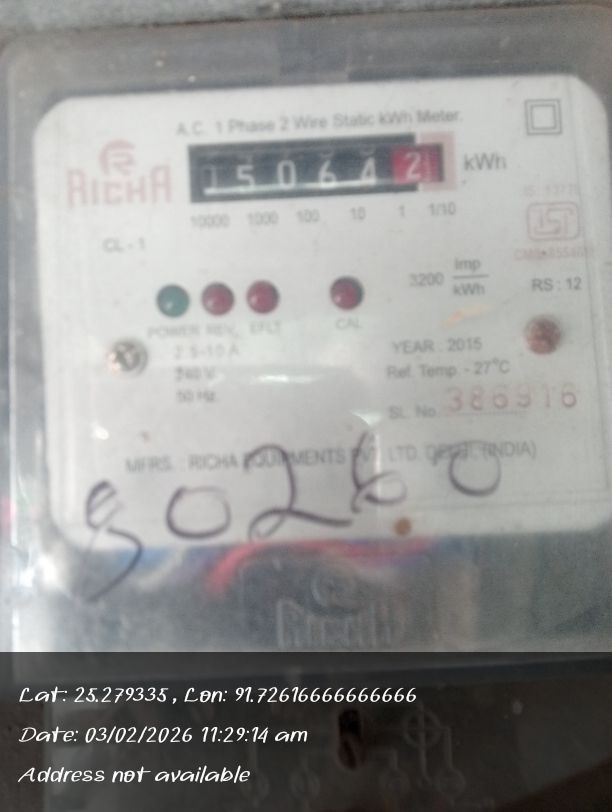 A.C. 1 Phase 2 Wire Static kWh Meter.
RICHA
150642 kWh
10000 1000 100 10 1 1/10
CL - 1
3200 Imp/kWh
RS : 12
POWER REV. EFLT CAL
2.5-10 A
240 V
50 Hz.
YEAR . 2015
Ref. Temp. - 27°C
SL. No. 386916
MFRS. : RICHA EQUIPMENTS PVT. LTD. DELHI, (INDIA)
80260
RICHA
Lat: 25.279335 , Lon: 91.72616666666666
Date: 03/02/2026 11:29:14 am
Address not available